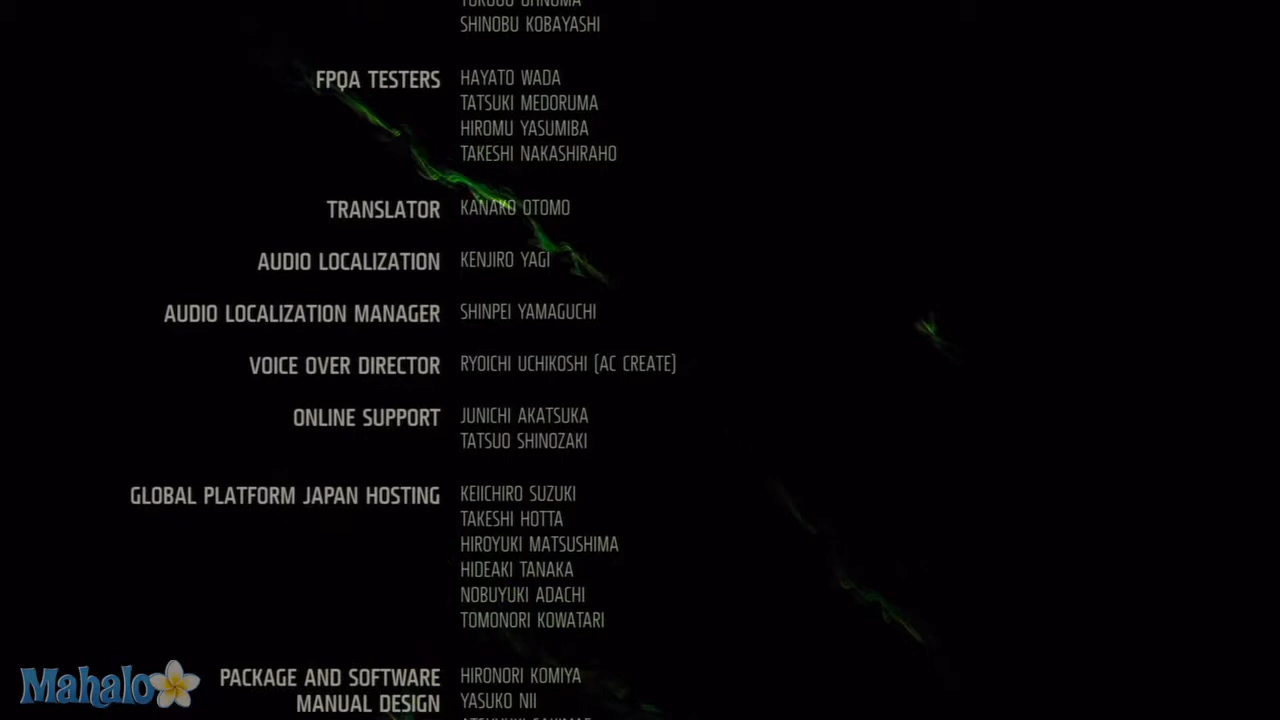 SHINOBU KOBAYASHI
FPQA TESTERS HAYATO WADA
TATSUKI MEDORUMA
HIROMU YASUMIBA
TAKESHI NAKASHIRAHO
TRANSLATOR KANAKO OTOMO
AUDIO LOCALIZATION KENJIRO YAGI
AUDIO LOCALIZATION MANAGER SHINPEI YAMAGUCHI
VOICE OVER DIRECTOR RYOICHI UCHIKOSHI (AC CREATE)
ONLINE SUPPORT JUNICHI AKATSUKA
TATSUO SHINOZAKI
GLOBAL PLATFORM JAPAN HOSTING KEIICHIRO SUZUKI
TAKESHI HOTTA
HIROYUKI MATSUSHIMA
HIDEAKI TANAKA
NOBUYUKI ADACHI
TOMONORI KOWATARI
PACKAGE AND SOFTWARE HIRONORI KOMIYA
MANUAL DESIGN YASUKO NII
Mahalo